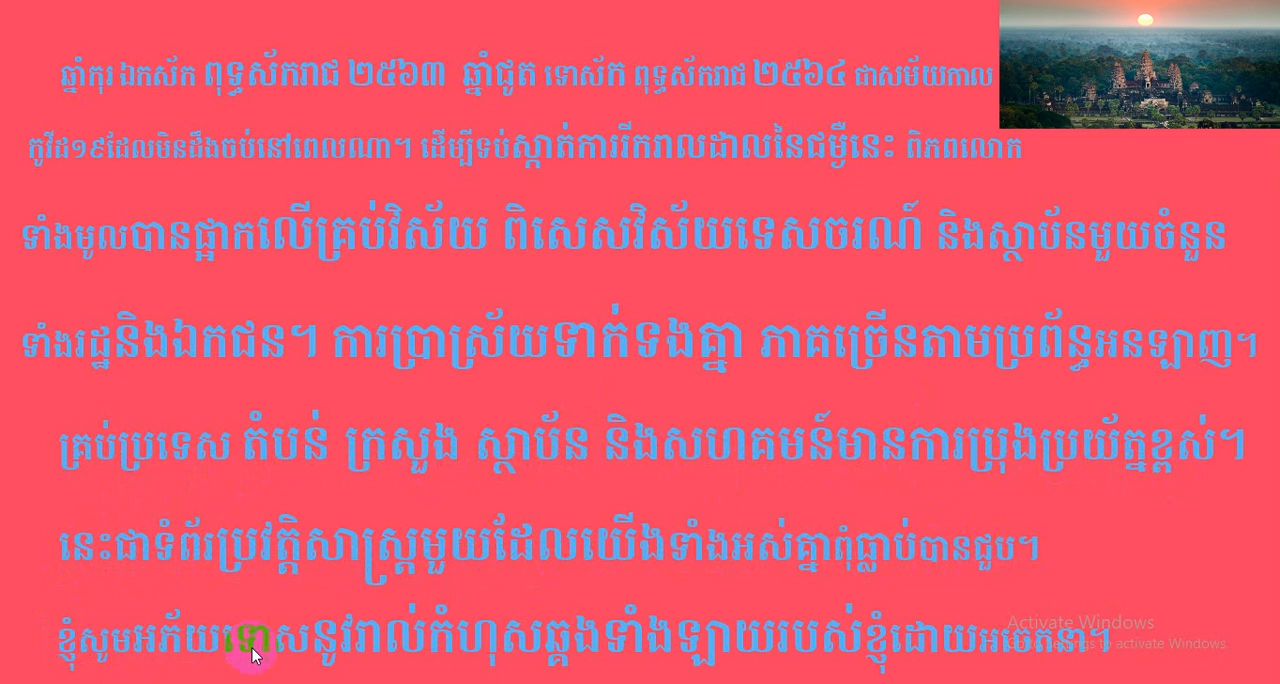 ឆ្នាំកុរ ឯកស័ក ពុទ្ធស័ករាជ ២៥៦៣ ឆ្នាំជូត ទោស័ក ពុទ្ធស័ករាជ ២៥៦៤ ជាសម័យកាល
កូវីដ១៩ដែលមិនដឹងចប់នៅពេលណា។ ដើម្បីទប់ស្កាត់ការរីករាលដាលនៃជម្ងឺនេះ ពិភពលោក
ទាំងមូលបានផ្អាកលើគ្រប់វិស័យ ពិសេសវិស័យទេសចរណ៍ និងស្ថាប័នមួយចំនួន
ទាំងរដ្ឋនិងឯកជន។ ការប្រាស្រ័យទាក់ទងគ្នា ភាគច្រើនតាមប្រព័ន្ធអនឡាញ។
គ្រប់ប្រទេស តំបន់ ក្រសួង ស្ថាប័ន និងសហគមន៍មានការប្រុងប្រយ័ត្នខ្ពស់។
នេះជាទំព័រប្រវត្តិសាស្ត្រមួយដែលយើងទាំងអស់គ្នាពុំធ្លាប់បានជួប។
ខ្ញុំសូមអភ័យទោសនូវរាល់កំហុសឆ្គងទាំងឡាយរបស់ខ្ញុំដោយអចេតនា។
Activate Windows
Go to Settings to activate Windows.